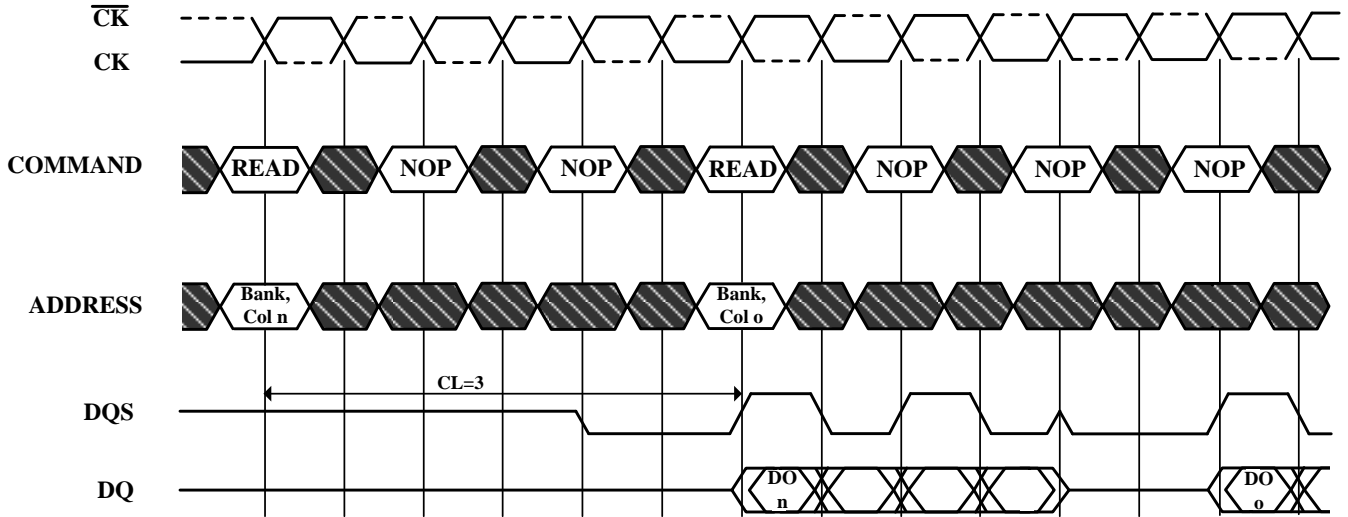 CK
CK
COMMAND READ NOP NOP READ NOP NOP NOP
ADDRESS Bank, Col n Bank, Col o
CL=3
DQS
DQ DO n DO o